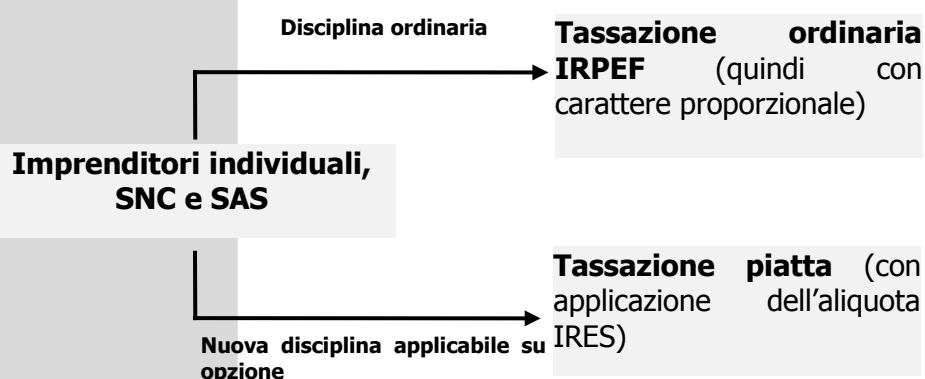 Disciplina ordinaria
Tassazione ordinaria
IRPEF (quindi con
carattere proporzionale)
Imprenditori individuali,
SNC e SAS
Tassazione piatta (con
applicazione dell'aliquota
IRES)
Nuova disciplina applicabile su
opzione